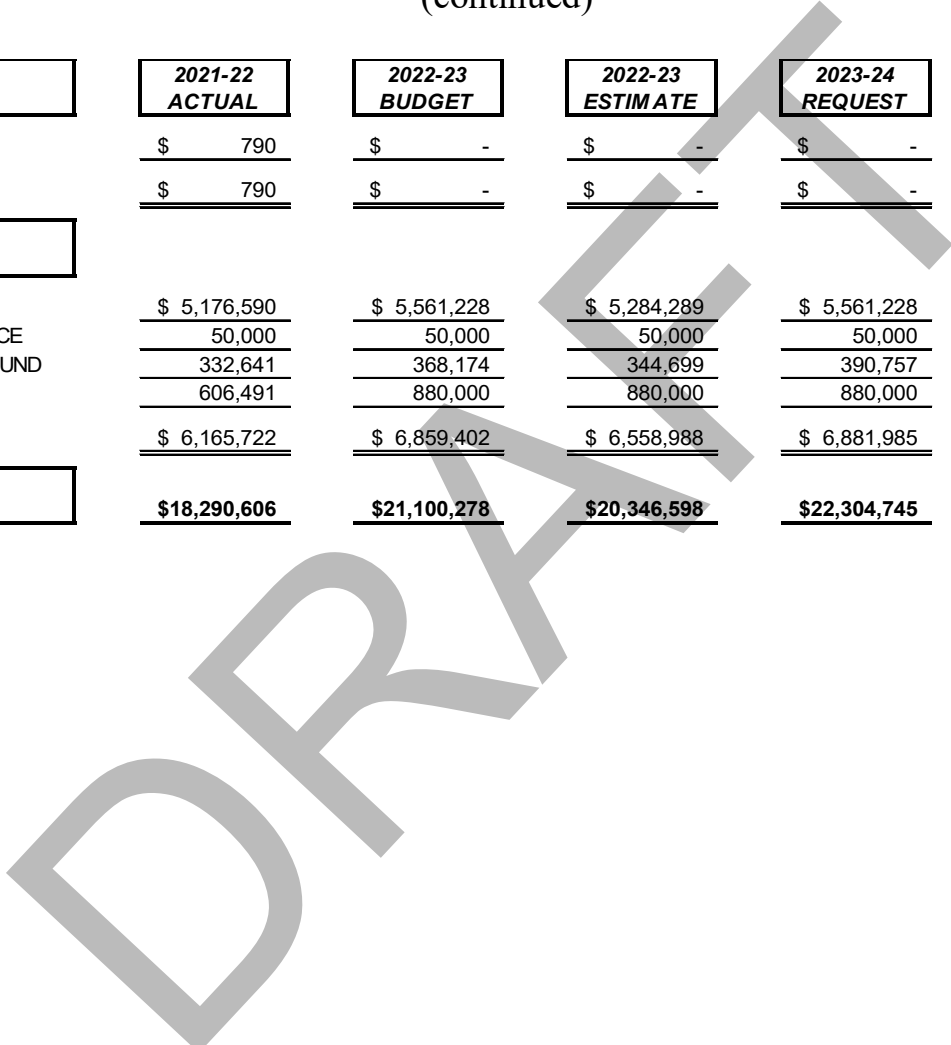 (continued)
2021-22 2022-23 2022-23 2023-24
ACTUAL BUDGET ESTIMATE REQUEST
$ 790 $ - $ - $ -
$ 790 $ - $ - $ -
$ 5,176,590 $ 5,561,228 $ 5,284,289 $ 5,561,228
CE 50,000 50,000 50,000 50,000
UND 332,641 368,174 344,699 390,757
606,491 880,000 880,000 880,000
$ 6,165,722 $ 6,859,402 $ 6,558,988 $ 6,881,985
$18,290,606 $21,100,278 $20,346,598 $22,304,745
DRAFT